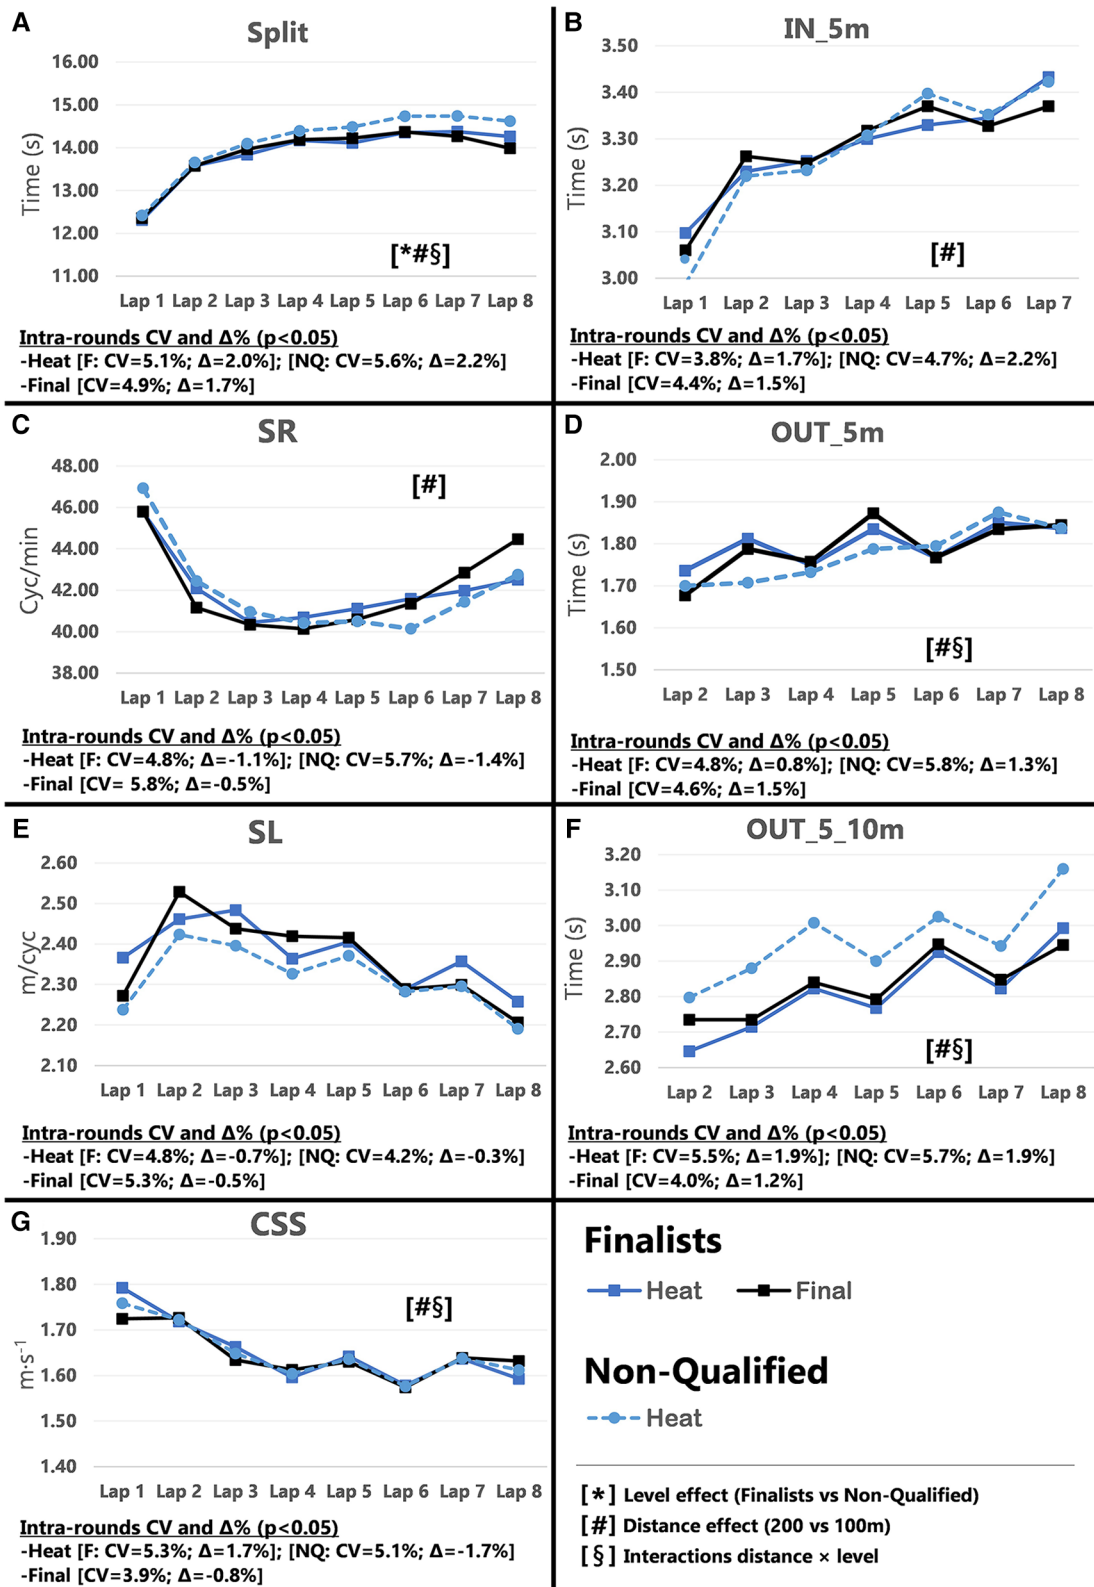 A
Split
16.00
15.00
14.00
13.00
12.00
11.00
Time (s)
[*#§]
Lap 1 Lap 2 Lap 3 Lap 4 Lap 5 Lap 6 Lap 7 Lap 8
Intra-rounds CV and Δ% (p<0.05)
-Heat [F: CV=5.1%; Δ=2.0%]; [NQ: CV=5.6%; Δ=2.2%]
-Final [CV=4.9%; Δ=1.7%]
B
IN_5m
3.50
3.40
3.30
3.20
3.10
3.00
Time (s)
[#]
Lap 1 Lap 2 Lap 3 Lap 4 Lap 5 Lap 6 Lap 7
Intra-rounds CV and Δ% (p<0.05)
-Heat [F: CV=3.8%; Δ=1.7%]; [NQ: CV=4.7%; Δ=2.2%]
-Final [CV=4.4%; Δ=1.5%]
C
SR
48.00
46.00
44.00
42.00
40.00
38.00
Cyc/min
[#]
Lap 1 Lap 2 Lap 3 Lap 4 Lap 5 Lap 6 Lap 7 Lap 8
Intra-rounds CV and Δ% (p<0.05)
-Heat [F: CV=4.8%; Δ=-1.1%]; [NQ: CV=5.7%; Δ=-1.4%]
-Final [CV= 5.8%; Δ=-0.5%]
D
OUT_5m
2.00
1.90
1.80
1.70
1.60
1.50
Time (s)
[#§]
Lap 2 Lap 3 Lap 4 Lap 5 Lap 6 Lap 7 Lap 8
Intra-rounds CV and Δ% (p<0.05)
-Heat [F: CV=4.8%; Δ=0.8%]; [NQ: CV=5.8%; Δ=1.3%]
-Final [CV=4.6%; Δ=1.5%]
E
SL
2.60
2.50
2.40
2.30
2.20
2.10
m/cyc
Lap 1 Lap 2 Lap 3 Lap 4 Lap 5 Lap 6 Lap 7 Lap 8
Intra-rounds CV and Δ% (p<0.05)
-Heat [F: CV=4.8%; Δ=-0.7%]; [NQ: CV=4.2%; Δ=-0.3%]
-Final [CV=5.3%; Δ=-0.5%]
F
OUT_5_10m
3.20
3.10
3.00
2.90
2.80
2.70
2.60
Time (s)
[#§]
Lap 2 Lap 3 Lap 4 Lap 5 Lap 6 Lap 7 Lap 8
Intra-rounds CV and Δ% (p<0.05)
-Heat [F: CV=5.5%; Δ=1.9%]; [NQ: CV=5.7%; Δ=1.9%]
-Final [CV=4.0%; Δ=1.2%]
G
CSS
1.90
1.80
1.70
1.60
1.50
1.40
m·s⁻¹
[#§]
Lap 1 Lap 2 Lap 3 Lap 4 Lap 5 Lap 6 Lap 7 Lap 8
Intra-rounds CV and Δ% (p<0.05)
-Heat [F: CV=5.3%; Δ=1.7%]; [NQ: CV=5.1%; Δ=-1.7%]
-Final [CV=3.9%; Δ=-0.8%]
Finalists
Heat Final
Non-Qualified
Heat
[*] Level effect (Finalists vs Non-Qualified)
[#] Distance effect (200 vs 100m)
[§] Interactions distance × level